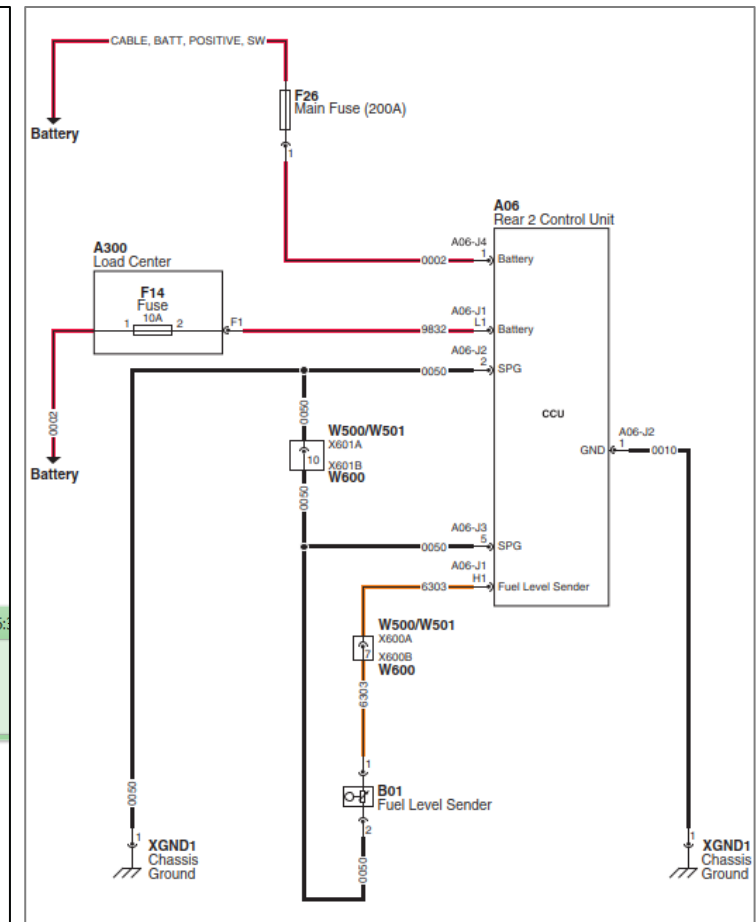 CABLE, BATT, POSITIVE, SW
F26
Main Fuse (200A)
1
Battery
A06
Rear 2 Control Unit
A06-J4
1
0002
Battery
A300
Load Center
F14
Fuse
10A
1
2
F1
A06-J1
L1
9832
Battery
A06-J2
2
0050
SPG
0002
Battery
0050
W500/W501
X601A
10
X601B
W600
0050
CCU
A06-J2
GND
1
0010
A06-J3
5
0050
SPG
A06-J1
H1
6303
Fuel Level Sender
W500/W501
X600A
7
X600B
W600
6303
1
B01
Fuel Level Sender
2
0050
0050
1
XGND1
Chassis
Ground
1
XGND1
Chassis
Ground